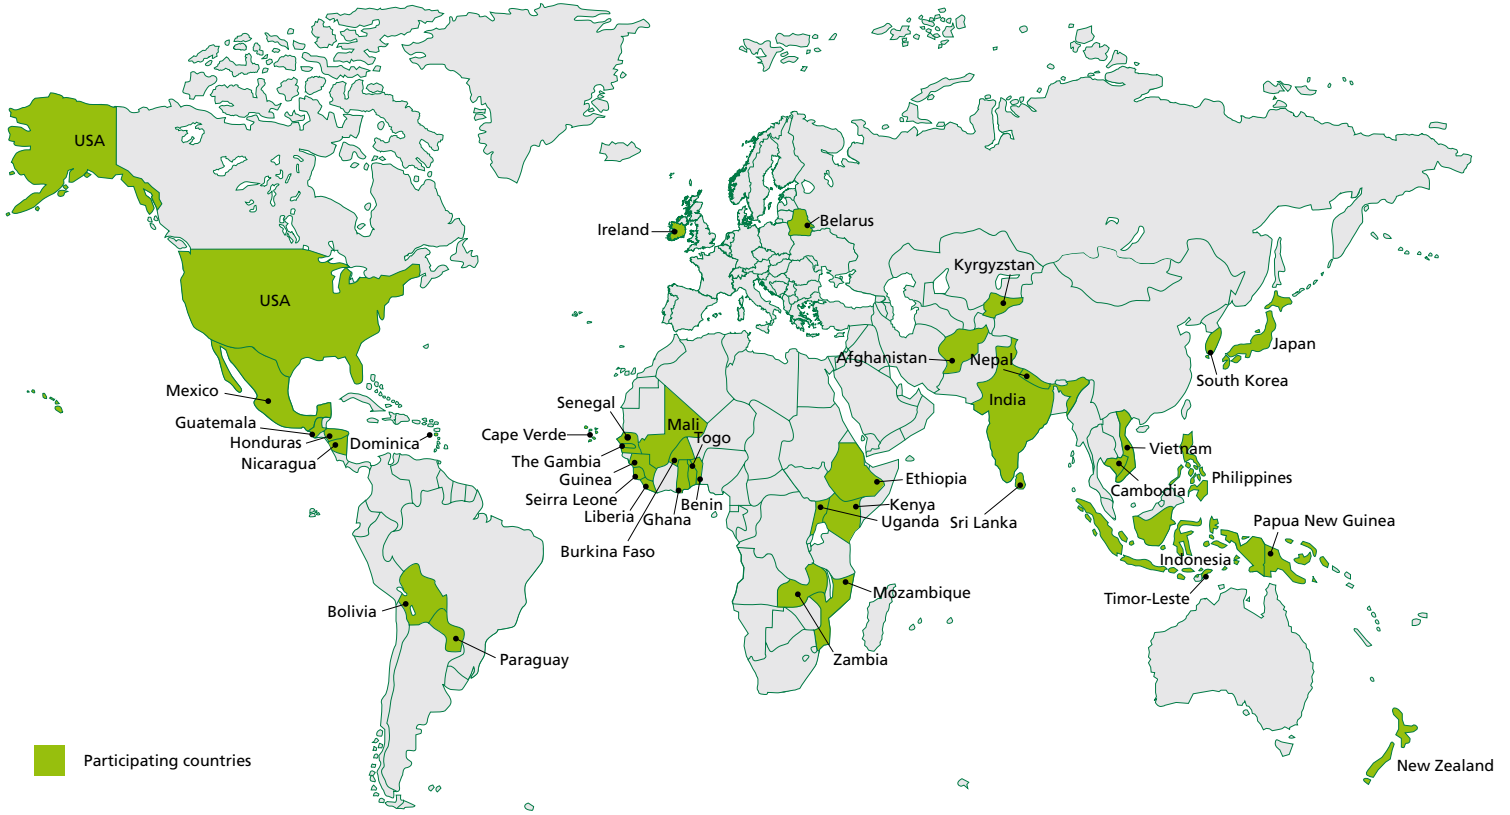 USA
USA
Mexico
Guatemala
Honduras
Nicaragua
Dominica
Bolivia
Paraguay
Ireland
Belarus
Kyrgyzstan
Afghanistan
Nepal
India
Japan
South Korea
Senegal
Cape Verde
Mali
Togo
The Gambia
Guinea
Seirra Leone
Liberia
Ghana
Benin
Burkina Faso
Ethiopia
Kenya
Uganda
Sri Lanka
Vietnam
Cambodia
Philippines
Papua New Guinea
Indonesia
Timor-Leste
Mozambique
Zambia
New Zealand
Participating countries